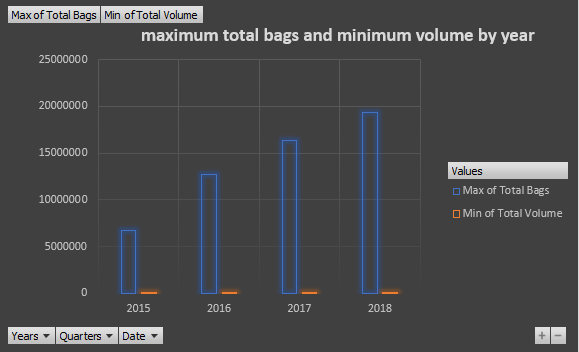 Max of Total Bags Min of Total Volume
maximum total bags and minimum volume by year
25000000
20000000
15000000
10000000
5000000
0
2015 2016 2017 2018
Values
Max of Total Bags
Min of Total Volume
Years Quarters Date
+ −